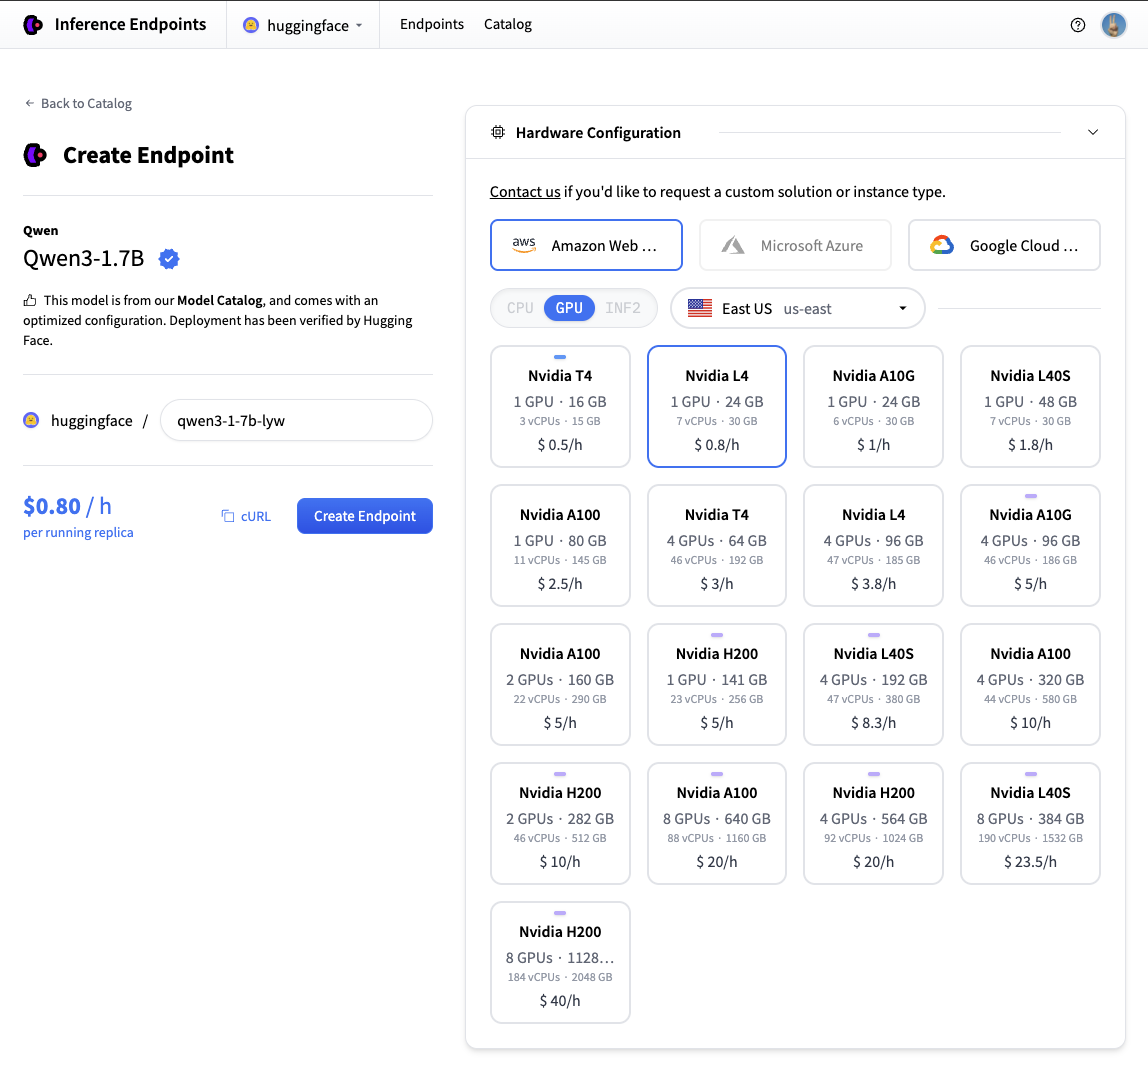 Inference Endpoints
huggingface
Endpoints
Catalog
← Back to Catalog
Create Endpoint
Qwen
Qwen3-1.7B
This model is from our Model Catalog, and comes with an
optimized configuration. Deployment has been verified by Hugging
Face.
huggingface / qwen3-1-7b-lyw
$0.80 / h
per running replica
cURL
Create Endpoint
Hardware Configuration
Contact us if you'd like to request a custom solution or instance type.
aws Amazon Web ...
Microsoft Azure
Google Cloud ...
CPU GPU INF2
East US us-east
Nvidia T4
1 GPU · 16 GB
3 vCPUs · 15 GB
$ 0.5/h
Nvidia L4
1 GPU · 24 GB
7 vCPUs · 30 GB
$ 0.8/h
Nvidia A10G
1 GPU · 24 GB
6 vCPUs · 30 GB
$ 1/h
Nvidia L40S
1 GPU · 48 GB
7 vCPUs · 30 GB
$ 1.8/h
Nvidia A100
1 GPU · 80 GB
11 vCPUs · 145 GB
$ 2.5/h
Nvidia T4
4 GPUs · 64 GB
46 vCPUs · 192 GB
$ 3/h
Nvidia L4
4 GPUs · 96 GB
47 vCPUs · 185 GB
$ 3.8/h
Nvidia A10G
4 GPUs · 96 GB
46 vCPUs · 186 GB
$ 5/h
Nvidia A100
2 GPUs · 160 GB
22 vCPUs · 290 GB
$ 5/h
Nvidia H200
1 GPU · 141 GB
23 vCPUs · 256 GB
$ 5/h
Nvidia L40S
4 GPUs · 192 GB
47 vCPUs · 380 GB
$ 8.3/h
Nvidia A100
4 GPUs · 320 GB
44 vCPUs · 580 GB
$ 10/h
Nvidia H200
2 GPUs · 282 GB
46 vCPUs · 512 GB
$ 10/h
Nvidia A100
8 GPUs · 640 GB
88 vCPUs · 1160 GB
$ 20/h
Nvidia H200
4 GPUs · 564 GB
92 vCPUs · 1024 GB
$ 20/h
Nvidia L40S
8 GPUs · 384 GB
190 vCPUs · 1532 GB
$ 23.5/h
Nvidia H200
8 GPUs · 1128...
184 vCPUs · 2048 GB
$ 40/h